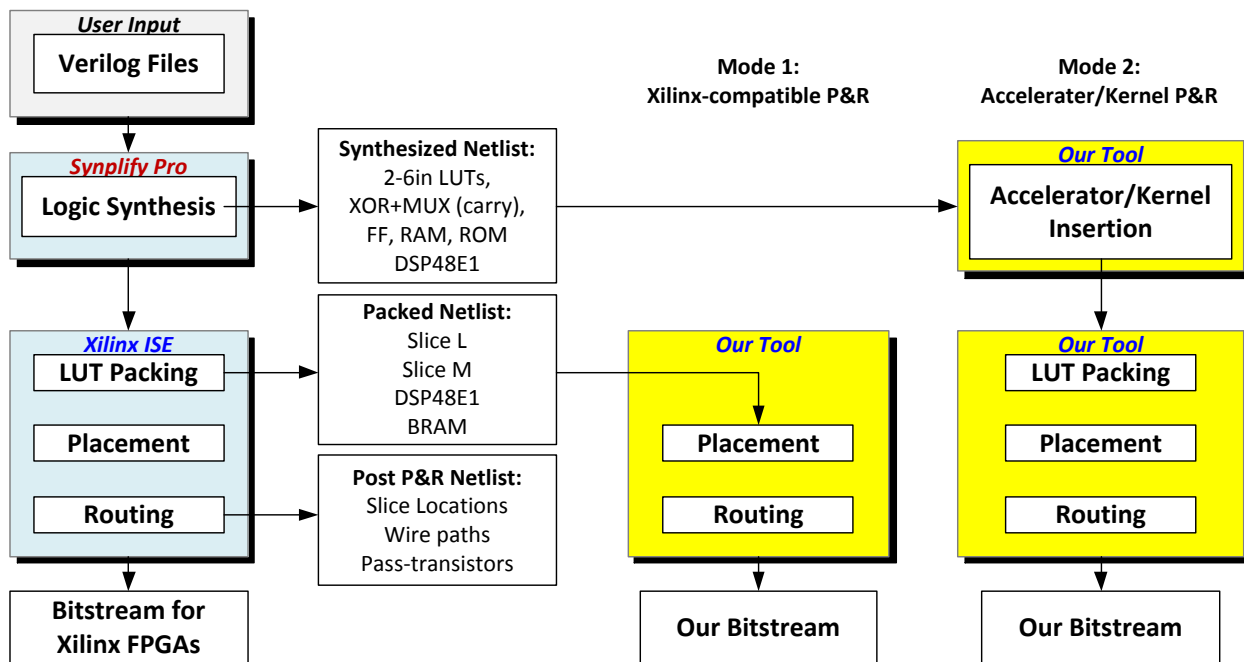 User Input
Verilog Files
Mode 1:
Xilinx-compatible P&R
Mode 2:
Accelerater/Kernel P&R
Synplify Pro
Logic Synthesis
Synthesized Netlist:
2-6in LUTs,
XOR+MUX (carry),
FF, RAM, ROM
DSP48E1
Our Tool
Accelerator/Kernel
Insertion
Xilinx ISE
LUT Packing
Placement
Routing
Packed Netlist:
Slice L
Slice M
DSP48E1
BRAM
Post P&R Netlist:
Slice Locations
Wire paths
Pass-transistors
Our Tool
Placement
Routing
Our Tool
LUT Packing
Placement
Routing
Bitstream for
Xilinx FPGAs
Our Bitstream
Our Bitstream